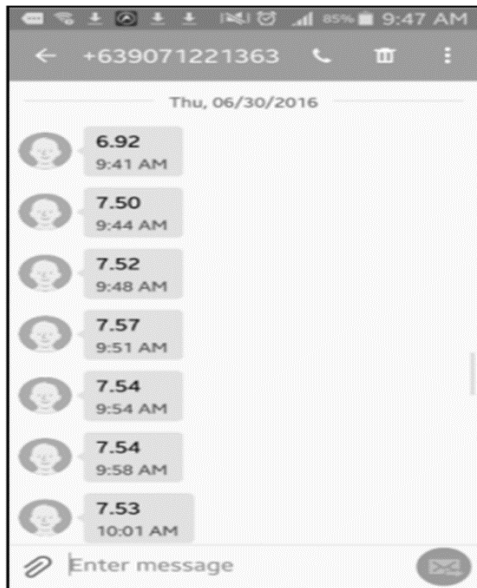 85% 9:47 AM
+639071221363
Thu, 06/30/2016
6.92
9:41 AM
7.50
9:44 AM
7.52
9:48 AM
7.57
9:51 AM
7.54
9:54 AM
7.54
9:58 AM
7.53
10:01 AM
Enter message